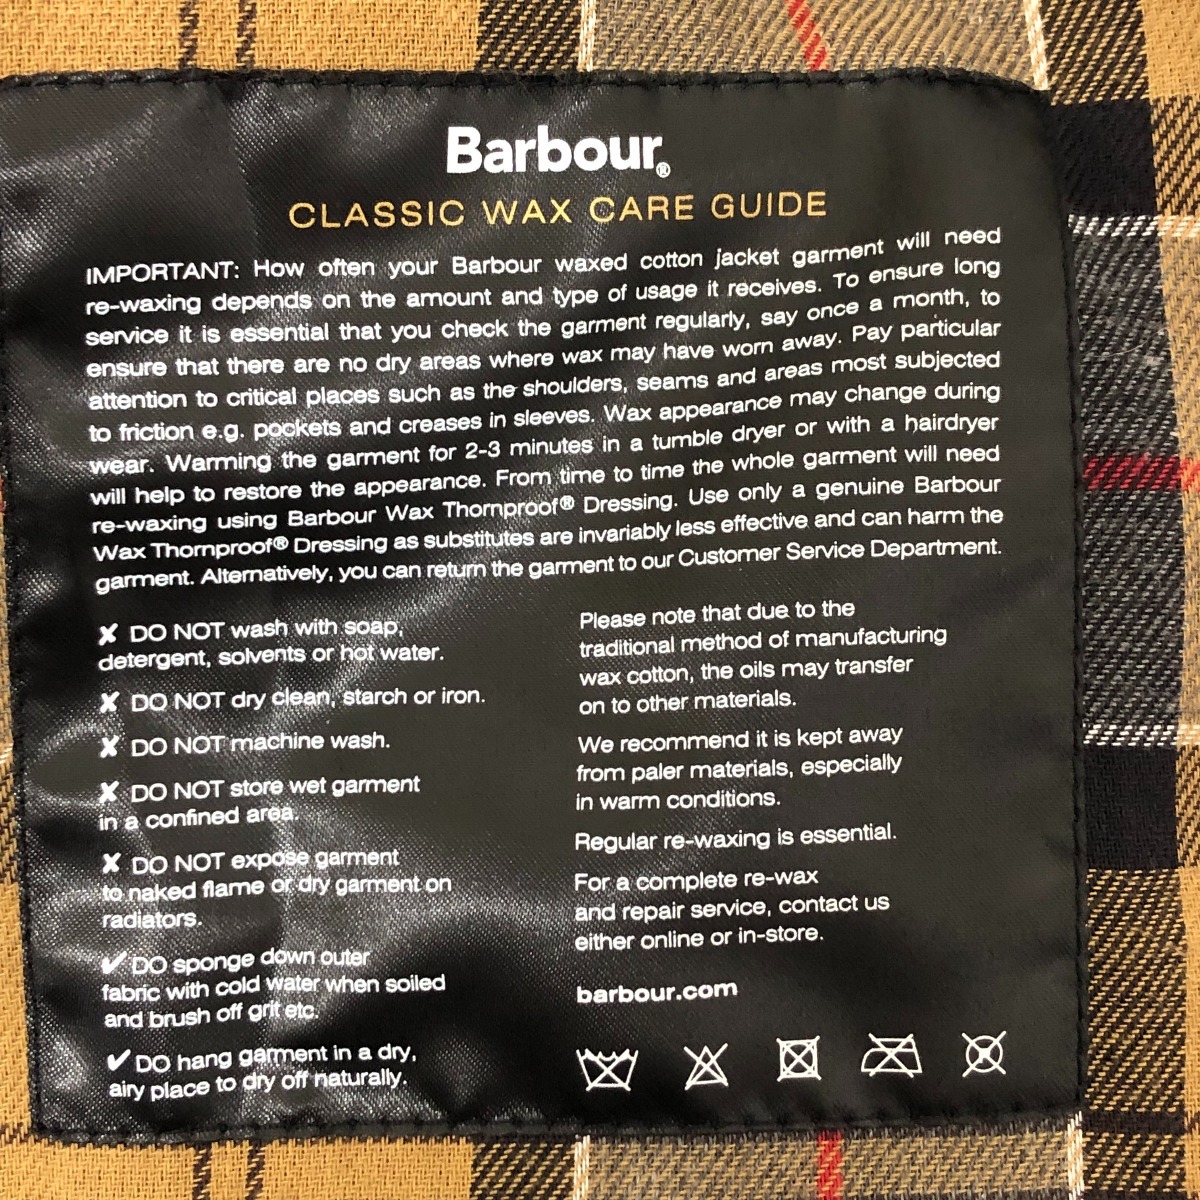 Barbour®
CLASSIC WAX CARE GUIDE
IMPORTANT: How often your Barbour waxed cotton jacket garment will need
re-waxing depends on the amount and type of usage it receives. To ensure long
service it is essential that you check the garment regularly, say once a month, to
ensure that there are no dry areas where wax may have worn away. Pay particular
attention to critical places such as the shoulders, seams and areas most subjected
to friction e.g. pockets and creases in sleeves. Wax appearance may change during
wear. Warming the garment for 2-3 minutes in a tumble dryer or with a hairdryer
will help to restore the appearance. From time to time the whole garment will need
re-waxing using Barbour Wax Thornproof® Dressing. Use only a genuine Barbour
Wax Thornproof® Dressing as substitutes are invariably less effective and can harm the
garment. Alternatively, you can return the garment to our Customer Service Department.
✘ DO NOT wash with soap,
detergent, solvents or hot water.
✘ DO NOT dry clean, starch or iron.
✘ DO NOT machine wash.
✘ DO NOT store wet garment
in a confined area.
✘ DO NOT expose garment
to naked flame or dry garment on
radiators.
✔ DO sponge down outer
fabric with cold water when soiled
and brush off grit etc.
✔ DO hang garment in a dry,
airy place to dry off naturally.
Please note that due to the
traditional method of manufacturing
wax cotton, the oils may transfer
on to other materials.
We recommend it is kept away
from paler materials, especially
in warm conditions.
Regular re-waxing is essential.
For a complete re-wax
and repair service, contact us
either online or in-store.
barbour.com